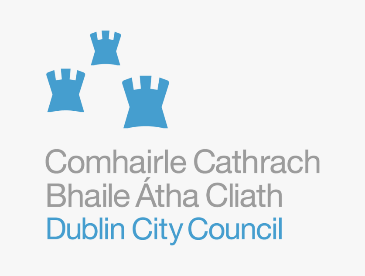 Comhairle Cathrach
Bhaile Átha Cliath
Dublin City Council